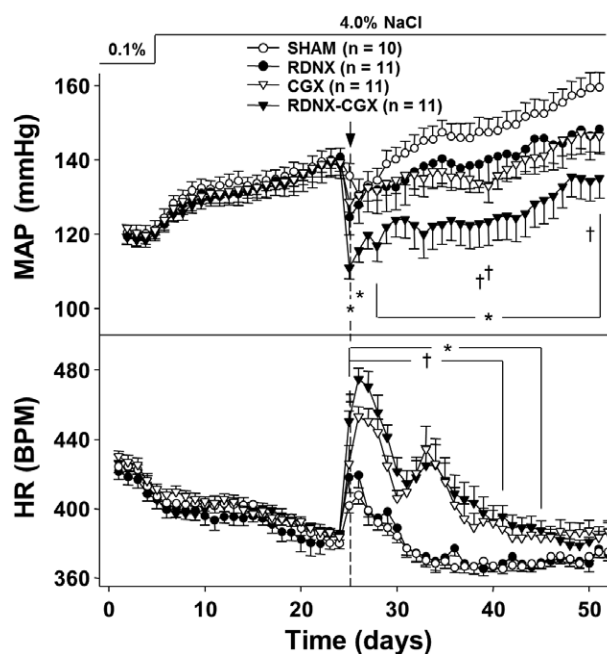 4.0% NaCl
0.1%
SHAM (n = 10)
RDNX (n = 11)
CGX (n = 11)
RDNX-CGX (n = 11)
MAP (mmHg)
160
140
120
100
* *
† †
†
*
HR (BPM)
480
440
400
360
*
†
‡
0 10 20 30 40 50
Time (days)